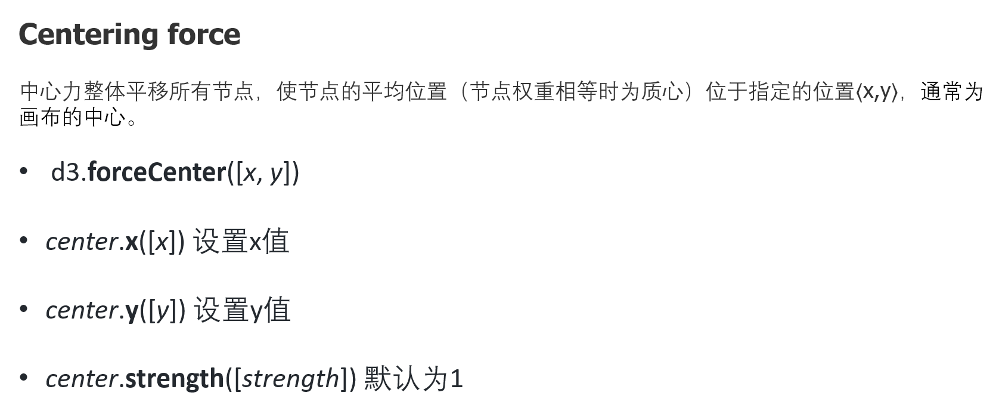 Centering force
中心力整体平移所有节点，使节点的平均位置（节点权重相等时为质心）位于指定的位置⟨x,y⟩，通常为
画布的中心。
• d3.forceCenter([x, y])
• center.x([x]) 设置x值
• center.y([y]) 设置y值
• center.strength([strength]) 默认为1